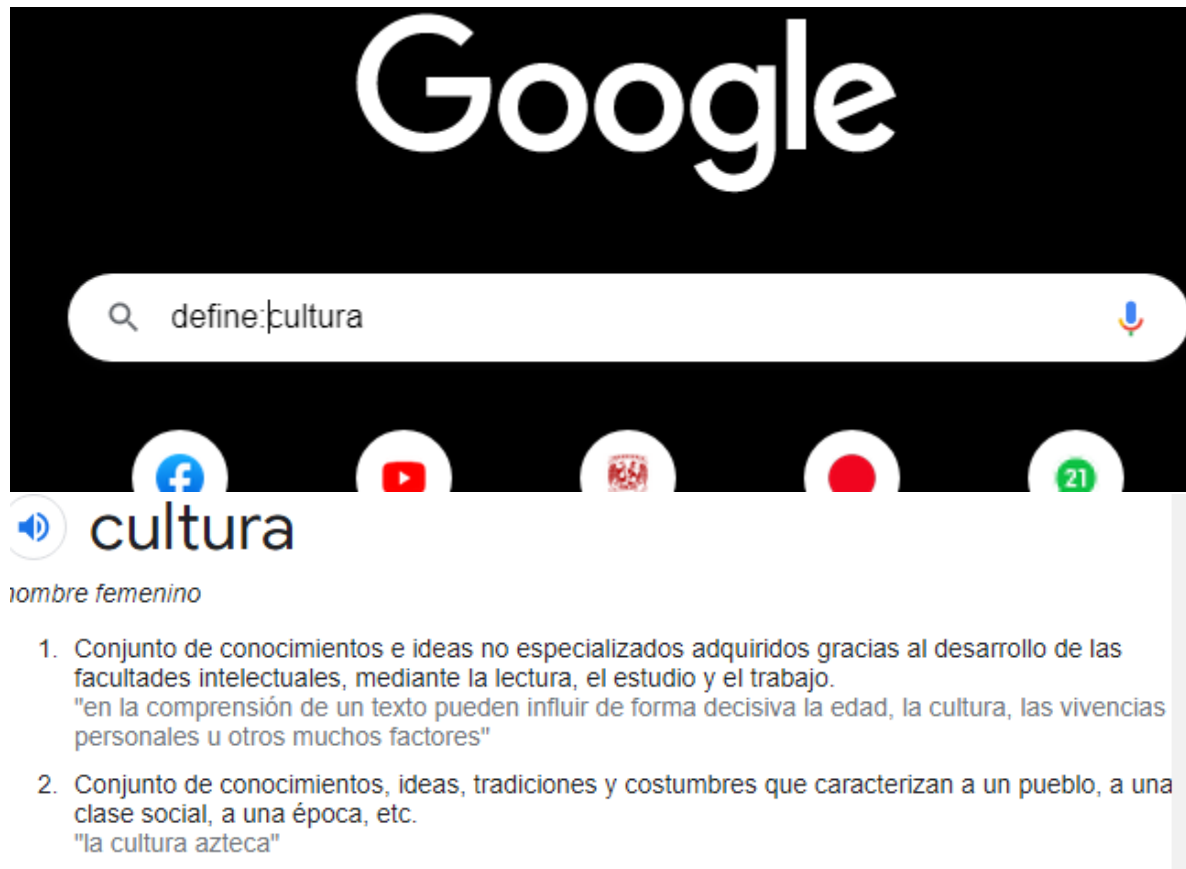 Google
define:cultura
21
cultura
nombre femenino
1. Conjunto de conocimientos e ideas no especializados adquiridos gracias al desarrollo de las
facultades intelectuales, mediante la lectura, el estudio y el trabajo.
"en la comprensión de un texto pueden influir de forma decisiva la edad, la cultura, las vivencias
personales u otros muchos factores"
2. Conjunto de conocimientos, ideas, tradiciones y costumbres que caracterizan a un pueblo, a una
clase social, a una época, etc.
"la cultura azteca"